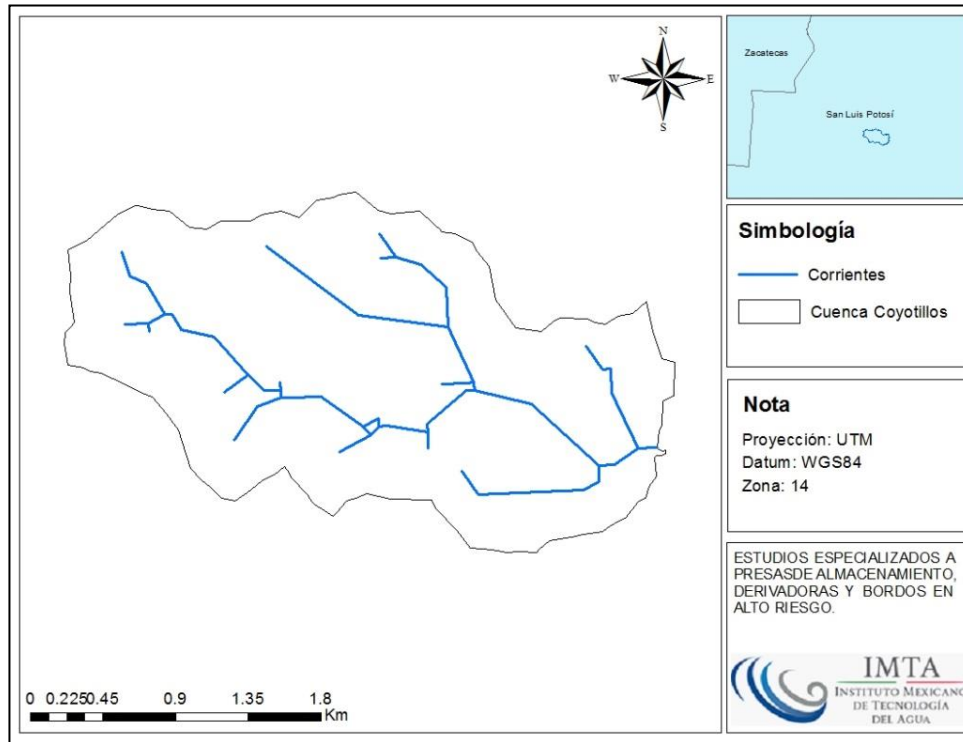 N
W
E
S
Zacatecas
San Luis Potosí
Simbología
Corrientes
Cuenca Coyotillos
Nota
Proyección: UTM
Datum: WGS84
Zona: 14
ESTUDIOS ESPECIALIZADOS A
PRESASDE ALMACENAMIENTO,
DERIVADORAS Y BORDOS EN
ALTO RIESGO.
IMTA
INSTITUTO MEXICANO
DE TECNOLOGÍA
DEL AGUA
0 0.2250.45 0.9 1.35 1.8
Km